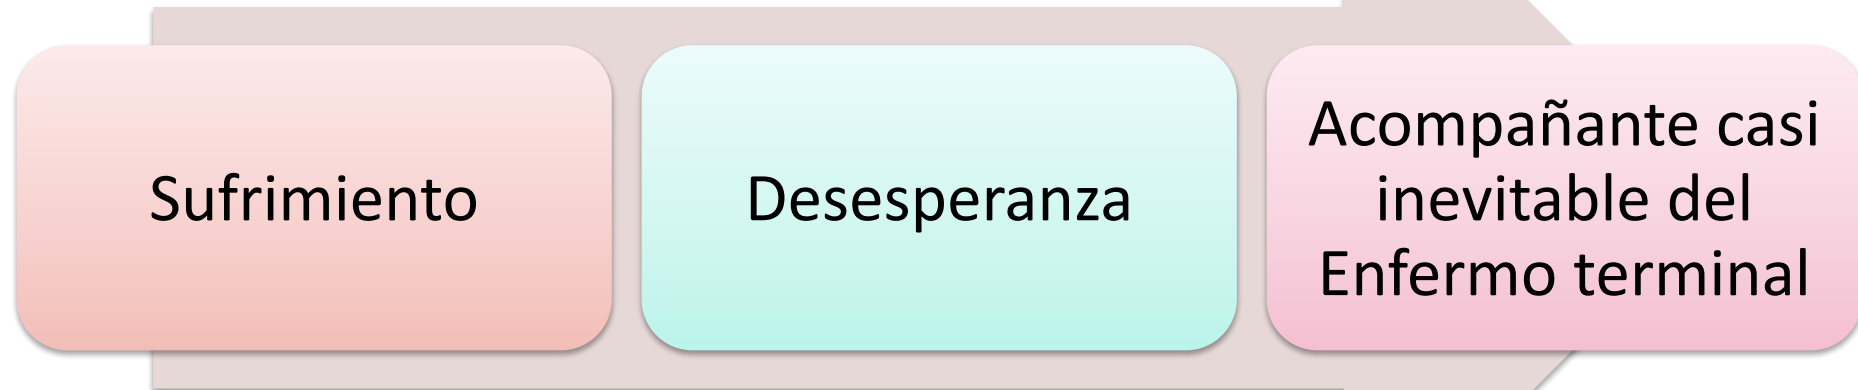 Sufrimiento
Desesperanza
Acompañante casi
inevitable del
Enfermo terminal